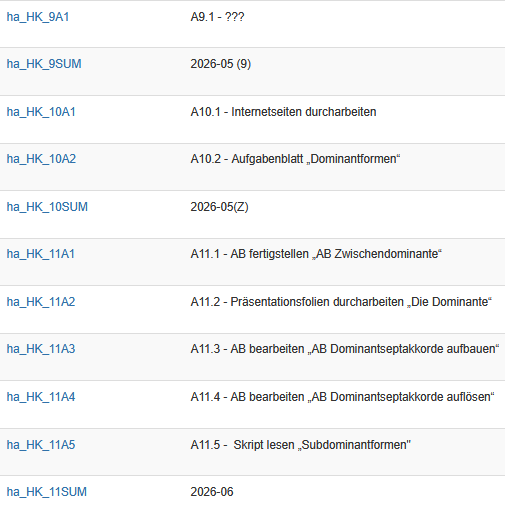 ha_HK_9A1 A9.1 - ???
ha_HK_9SUM 2026-05 (9)
ha_HK_10A1 A10.1 - Internetseiten durcharbeiten
ha_HK_10A2 A10.2 - Aufgabenblatt „Dominantformen“
ha_HK_10SUM 2026-05(Z)
ha_HK_11A1 A11.1 - AB fertigstellen „AB Zwischendominante“
ha_HK_11A2 A11.2 - Präsentationsfolien durcharbeiten „Die Dominante“
ha_HK_11A3 A11.3 - AB bearbeiten „AB Dominantseptakkorde aufbauen“
ha_HK_11A4 A11.4 - AB bearbeiten „AB Dominantseptakkorde auflösen“
ha_HK_11A5 A11.5 -  Skript lesen „Subdominantformen"
ha_HK_11SUM 2026-06